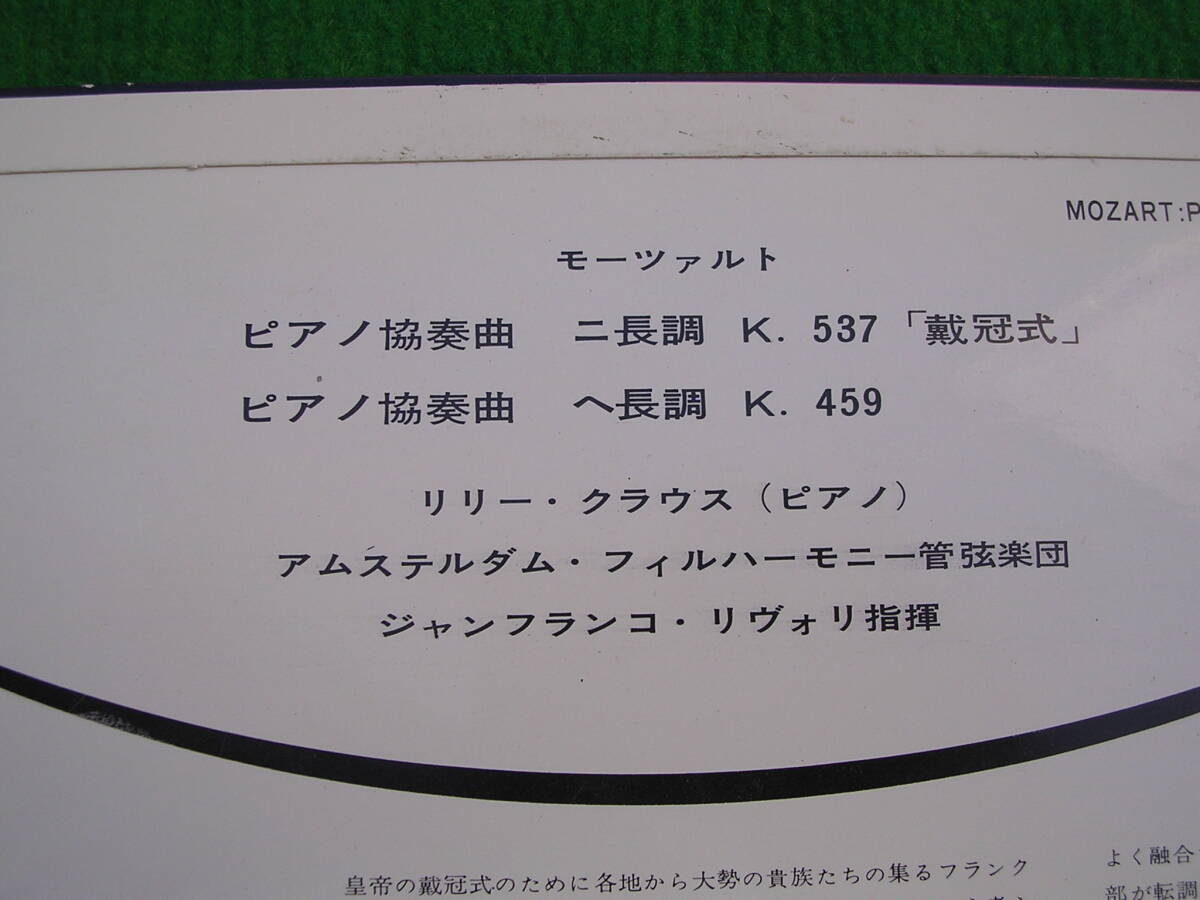 MOZART:P
モーツァルト
ピアノ協奏曲 ニ長調 K. 537「戴冠式」
ピアノ協奏曲 ヘ長調 K. 459
リリー・クラウス（ピアノ）
アムステルダム・フィルハーモニー管弦楽団
ジャンフランコ・リヴォリ指揮
皇帝の戴冠式のために各地から大勢の貴族たちの集るフランク
よく融合
部が転調